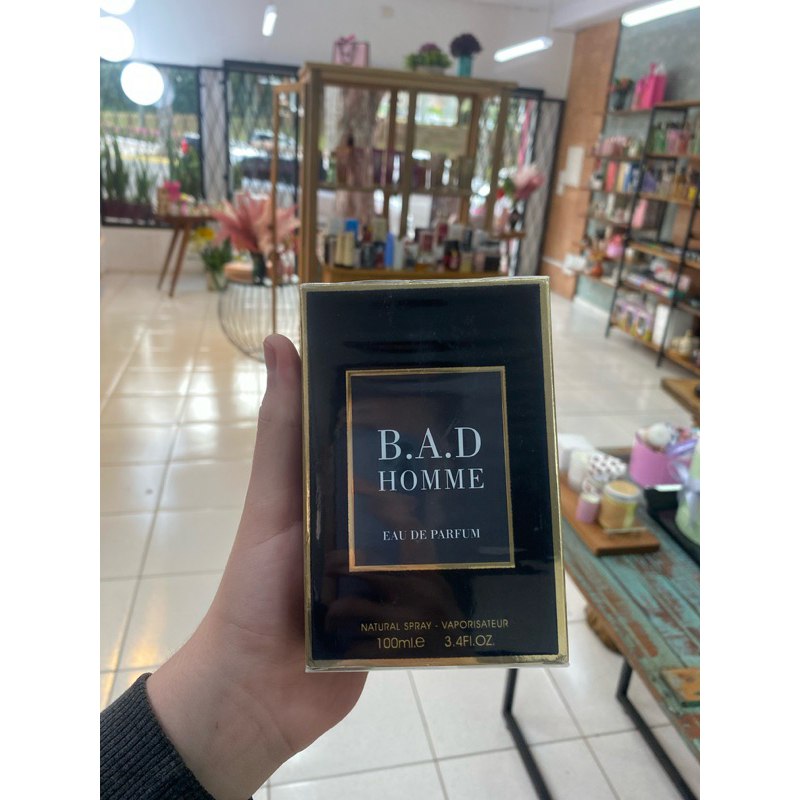 B.A.D
HOMME
EAU DE PARFUM
NATURAL SPRAY - VAPORISATEUR
100ml.e 3.4Fl.OZ.